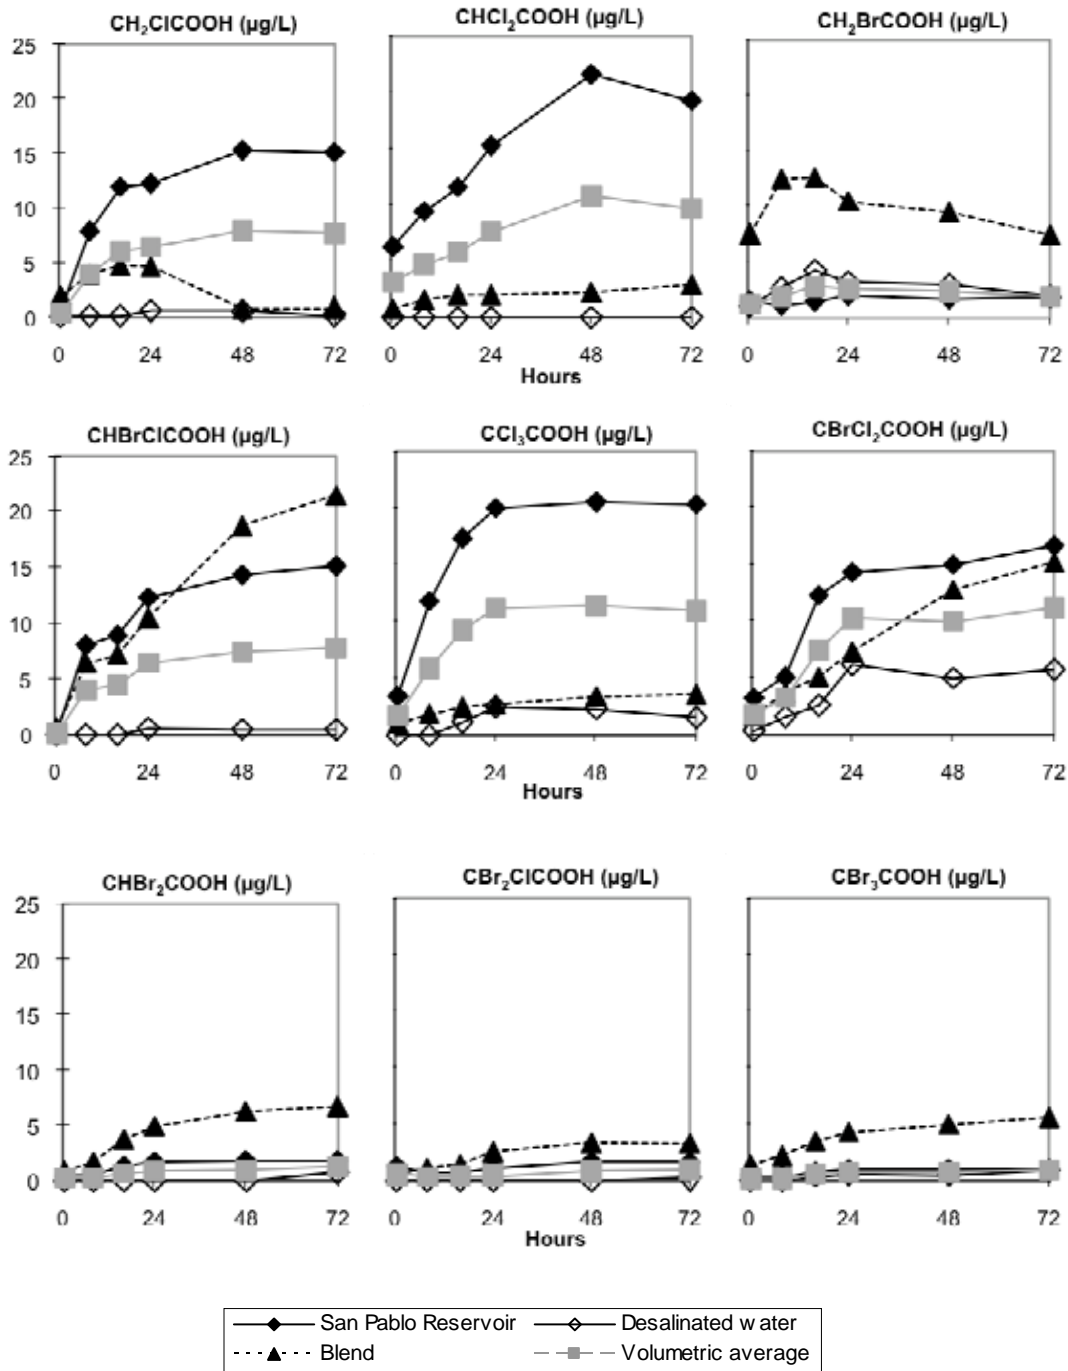 CH₂ClCOOH (µg/L) CHCl₂COOH (µg/L) CH₂BrCOOH (µg/L)
25
20
15
10
5
0
0 24 48 72 0 24 48 72 0 24 48 72
Hours
CHBrClCOOH (µg/L) CCl₃COOH (µg/L) CBrCl₂COOH (µg/L)
25
20
15
10
5
0
0 24 48 72 0 24 48 72 0 24 48 72
Hours
CHBr₂COOH (µg/L) CBr₂ClCOOH (µg/L) CBr₃COOH (µg/L)
25
20
15
10
5
0
0 24 48 72 0 24 48 72 0 24 48 72
Hours
San Pablo Reservoir Desalinated water
Blend Volumetric average